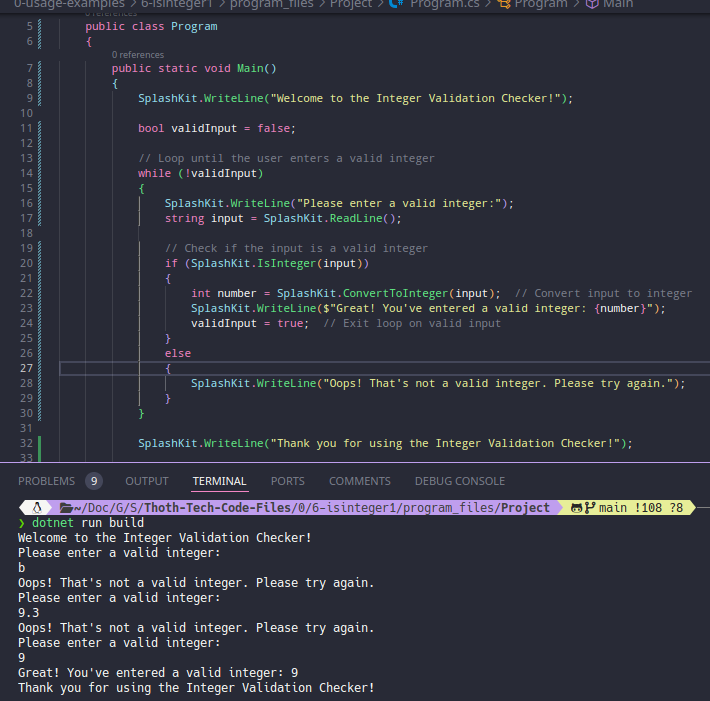 0-usage-examples > 6-isinteger1 > program_files > Project > Program.cs > Program > Main
0 references
5 public class Program
6 {
0 references
7 public static void Main()
8 {
9 SplashKit.WriteLine("Welcome to the Integer Validation Checker!");
10
11 bool validInput = false;
12
13 // Loop until the user enters a valid integer
14 while (!validInput)
15 {
16 SplashKit.WriteLine("Please enter a valid integer:");
17 string input = SplashKit.ReadLine();
18
19 // Check if the input is a valid integer
20 if (SplashKit.IsInteger(input))
21 {
22 int number = SplashKit.ConvertToInteger(input); // Convert input to integer
23 SplashKit.WriteLine($"Great! You've entered a valid integer: {number}");
24 validInput = true; // Exit loop on valid input
25 }
26 else
27 {
28 SplashKit.WriteLine("Oops! That's not a valid integer. Please try again.");
29 }
30 }
31
32 SplashKit.WriteLine("Thank you for using the Integer Validation Checker!");
33
PROBLEMS 9 OUTPUT TERMINAL PORTS COMMENTS DEBUG CONSOLE
~/Doc/G/S/Thoth-Tech-Code-Files/0/6-isinteger1/program_files/Project main !108 ?8
❯ dotnet run build
Welcome to the Integer Validation Checker!
Please enter a valid integer:
b
Oops! That's not a valid integer. Please try again.
Please enter a valid integer:
9.3
Oops! That's not a valid integer. Please try again.
Please enter a valid integer:
9
Great! You've entered a valid integer: 9
Thank you for using the Integer Validation Checker!